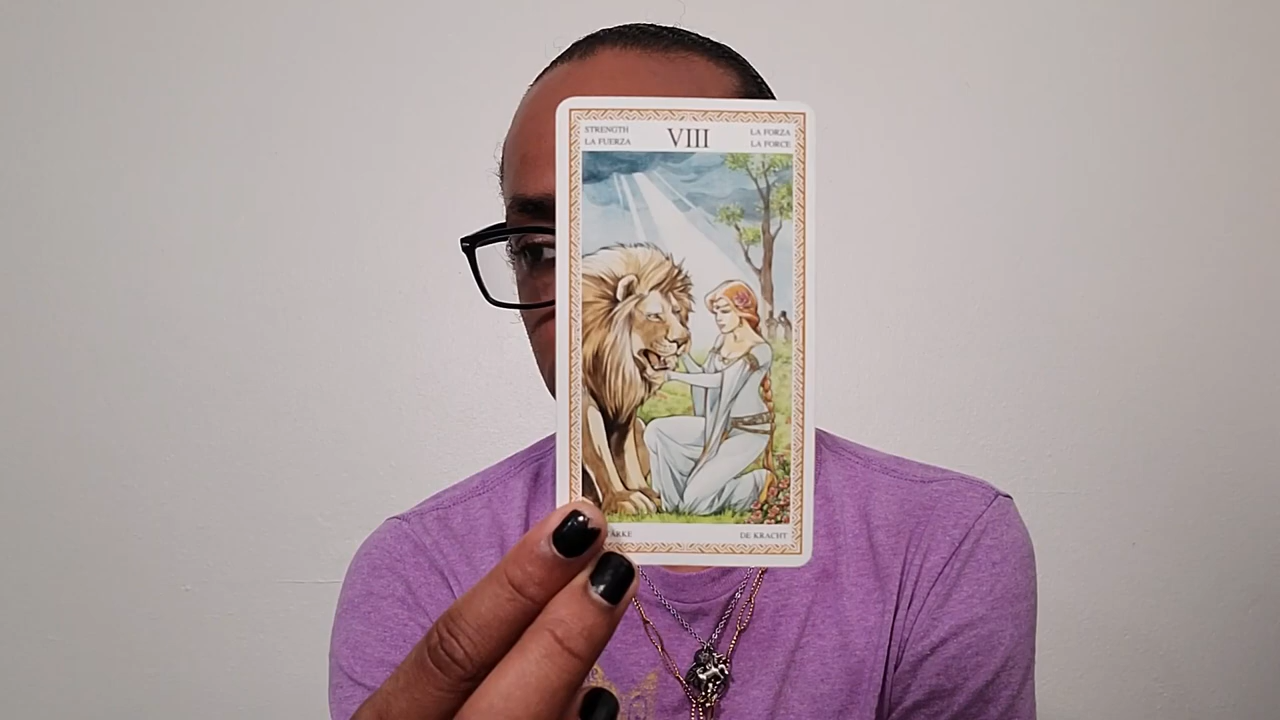 STRENGTH
LA FUERZA
VIII
LA FORZA
LA FORCE
DE KRACHT